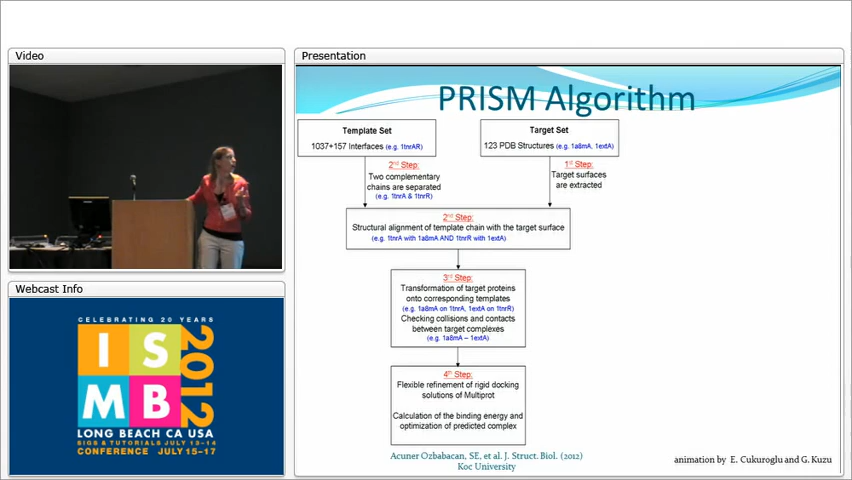 Video
Presentation
PRISM Algorithm
Template Set
1037+157 Interfaces (e.g. 1tnrAR)
Target Set
123 PDB Structures (e.g. 1a8mA, 1extA)
2nd Step:
Two complementary
chains are separated
(e.g. 1tnrA & 1tnrR)
1st Step:
Target surfaces
are extracted
2nd Step:
Structural alignment of template chain with the target surface
(e.g. 1tnrA with 1a8mA AND 1tnrR with 1extA)
3rd Step:
Transformation of target proteins
onto corresponding templates
(e.g. 1a8mA on 1tnrA, 1extA on 1tnrR)
Checking collisions and contacts
between target complexes
(e.g. 1a8mA – 1extA)
4th Step:
Flexible refinement of rigid docking
solutions of Multiprot
Calculation of the binding energy and
optimization of predicted complex
Acuner Ozbabacan, SE, et al. J. Struct. Biol. (2012)
Koc University
animation by E. Cukuroglu and G. Kuzu
Webcast Info
CELEBRATING 20 YEARS
ISMB
2012
LONG BEACH CA USA
SIGS & TUTORIALS JULY 13-14
CONFERENCE JULY 15-17